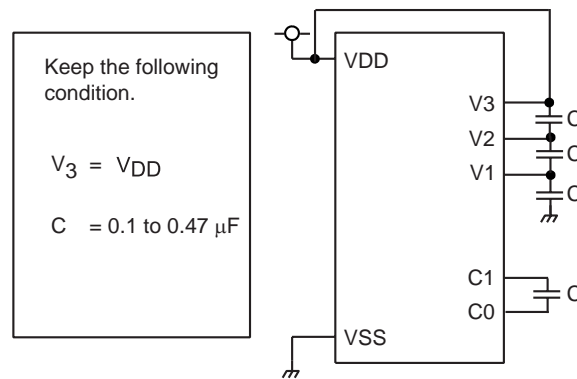 Keep the following
condition.
V3 = VDD
C = 0.1 to 0.47 μF
VDD
V3
C
V2
C
V1
C
C1
C
C0
VSS